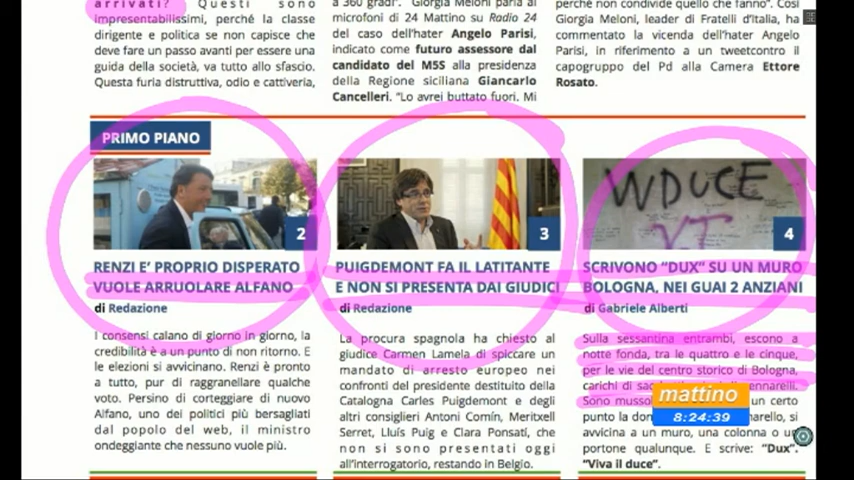 arrivati? Questi sono
impresentabilissimi, perché la classe
dirigente e politica se non capisce che
deve fare un passo avanti per essere una
guida della società, va tutto allo sfascio.
Questa furia distruttiva, odio e cattiveria,
a 360 gradi". Giorgia Meloni parla ai
microfoni di 24 Mattino su Radio 24
del caso dell'hater Angelo Parisi,
indicato come futuro assessore dal
candidato del M5S alla presidenza
della Regione siciliana Giancarlo
Cancelleri. "Lo avrei buttato fuori. Mi
perché non condivide quello che fanno". Così
Giorgia Meloni, leader di Fratelli d'Italia, ha
commentato la vicenda dell'hater Angelo
Parisi, in riferimento a un tweetcontro il
capogruppo del Pd alla Camera Ettore
Rosato.
PRIMO PIANO
2
RENZI E' PROPRIO DISPERATO
VUOLE ARRUOLARE ALFANO
di Redazione
I consensi calano di giorno in giorno, la
credibilità è a un punto di non ritorno. E
le elezioni si avvicinano. Renzi è pronto
a tutto, pur di raggranellare qualche
voto. Persino di corteggiare di nuovo
Alfano, uno dei politici più bersagliati
dal popolo del web, il ministro
ondeggiante che nessuno vuole più.
3
PUIGDEMONT FA IL LATITANTE
E NON SI PRESENTA DAI GIUDICI
di Redazione
La procura spagnola ha chiesto al
giudice Carmen Lamela di spiccare un
mandato di arresto europeo nei
confronti del presidente destituito della
Catalogna Carles Puigdemont e degli
altri consiglieri Antoni Comín, Meritxell
Serret, Lluís Puig e Clara Ponsatí, che
non si sono presentati oggi
all'interrogatorio, restando in Belgio.
WDUCE
VT
4
SCRIVONO "DUX" SU UN MURO
BOLOGNA, NEI GUAI 2 ANZIANI
di Gabriele Alberti
Sulla sessantina entrambi, escono a
notte fonda, tra le quattro e le cinque,
per le vie del centro storico di Bologna,
carichi di
Sono un certo
punto la
avvicina a un muro, una colonna o un
portone qualunque. E scrive: "Dux".
"Viva il duce".
mattino
8:24:39